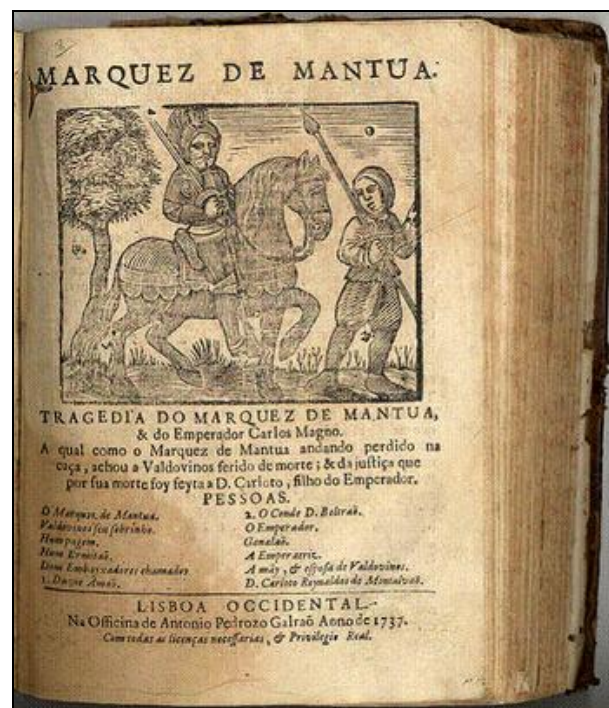 3
MARQUEZ DE MANTUA.
TRAGEDIA DO MARQUEZ DE MANTUA,
& do Emperador Carlos Magno.
A qual como o Marquez de Mantua andando perdido na
caça, achou a Valdovinos ferido de morte; & da justiça que
por sua morte foy feyta a D. Carloto, filho do Emperador.
PESSOAS.
O Marquez de Mantua.
Valdovinos seu sobrinho.
Hum pagem.
Hum Ermitaõ.
Dous Embayxadores chamados
1. Duque Amaõ.
2. O Conde D. Beltraõ.
O Emperador.
Ganalaõ.
A Emperatriz.
A mãy, & esposa de Valdovinos.
D. Carloto Reynaldos de Montalvaõ.
LISBOA OCCIDENTAL.
Na Officina de Antonio Pedrozo Galraõ Anno de 1737.
Com todas as licenças necessarias, & Privilegio Real.